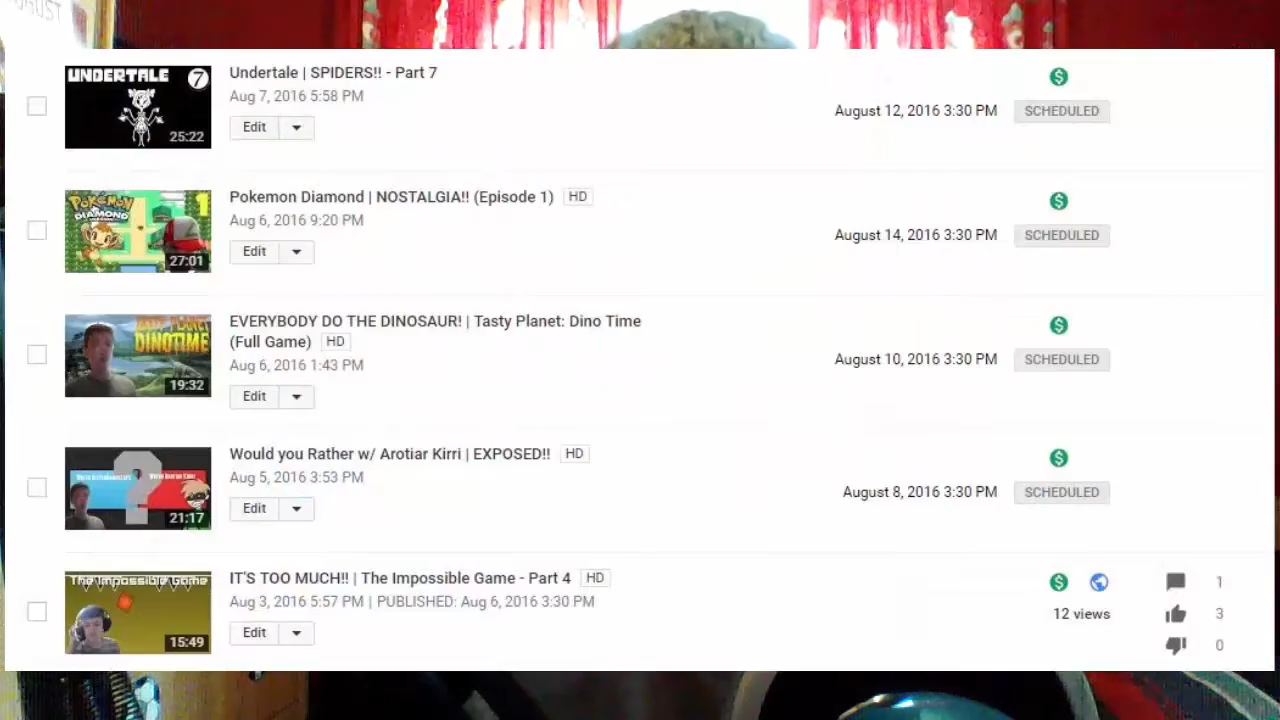 UNDERTALE 7
25:22
Undertale | SPIDERS!! - Part 7
Aug 7, 2016 5:58 PM
Edit
August 12, 2016 3:30 PM
SCHEDULED
POKéMON
DIAMOND
1
27:01
Pokemon Diamond | NOSTALGIA!! (Episode 1) HD
Aug 6, 2016 9:20 PM
Edit
August 14, 2016 3:30 PM
SCHEDULED
TASTY PLANET
DINOTIME
19:32
EVERYBODY DO THE DINOSAUR! | Tasty Planet: Dino Time
(Full Game) HD
Aug 6, 2016 1:43 PM
Edit
August 10, 2016 3:30 PM
SCHEDULED
?
21:17
Would you Rather w/ Arotiar Kirri | EXPOSED!! HD
Aug 5, 2016 3:53 PM
Edit
August 8, 2016 3:30 PM
SCHEDULED
The Impossible Game
15:49
IT'S TOO MUCH!! | The Impossible Game - Part 4 HD
Aug 3, 2016 5:57 PM | PUBLISHED: Aug 6, 2016 3:30 PM
Edit
12 views
1
3
0